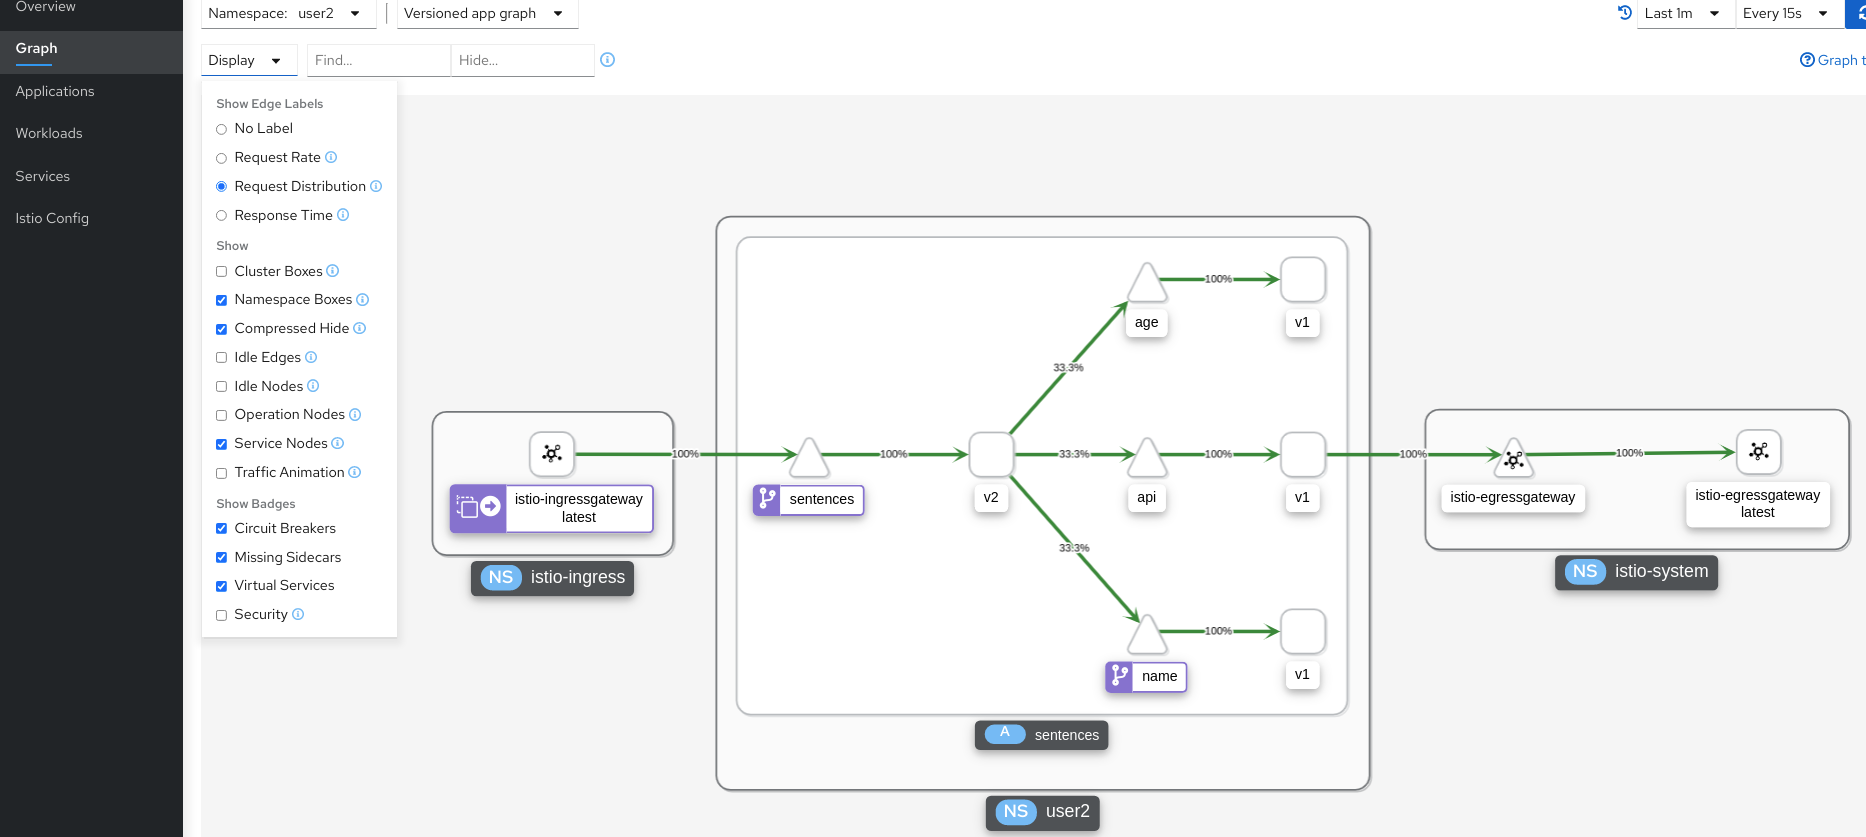 Overview
Graph
Applications
Workloads
Services
Istio Config
Namespace: user2
Versioned app graph
Last 1m
Every 15s
Display
Find...
Hide...
Graph t
Show Edge Labels
No Label
Request Rate
Request Distribution
Response Time
Show
Cluster Boxes
Namespace Boxes
Compressed Hide
Idle Edges
Idle Nodes
Operation Nodes
Service Nodes
Traffic Animation
Show Badges
Circuit Breakers
Missing Sidecars
Virtual Services
Security
istio-ingressgateway
latest
NS istio-ingress
100%
sentences
100%
v2
33.3%
age
100%
v1
33.3%
api
100%
v1
33.3%
name
100%
v1
A sentences
NS user2
100%
istio-egressgateway
100%
istio-egressgateway
latest
NS istio-system